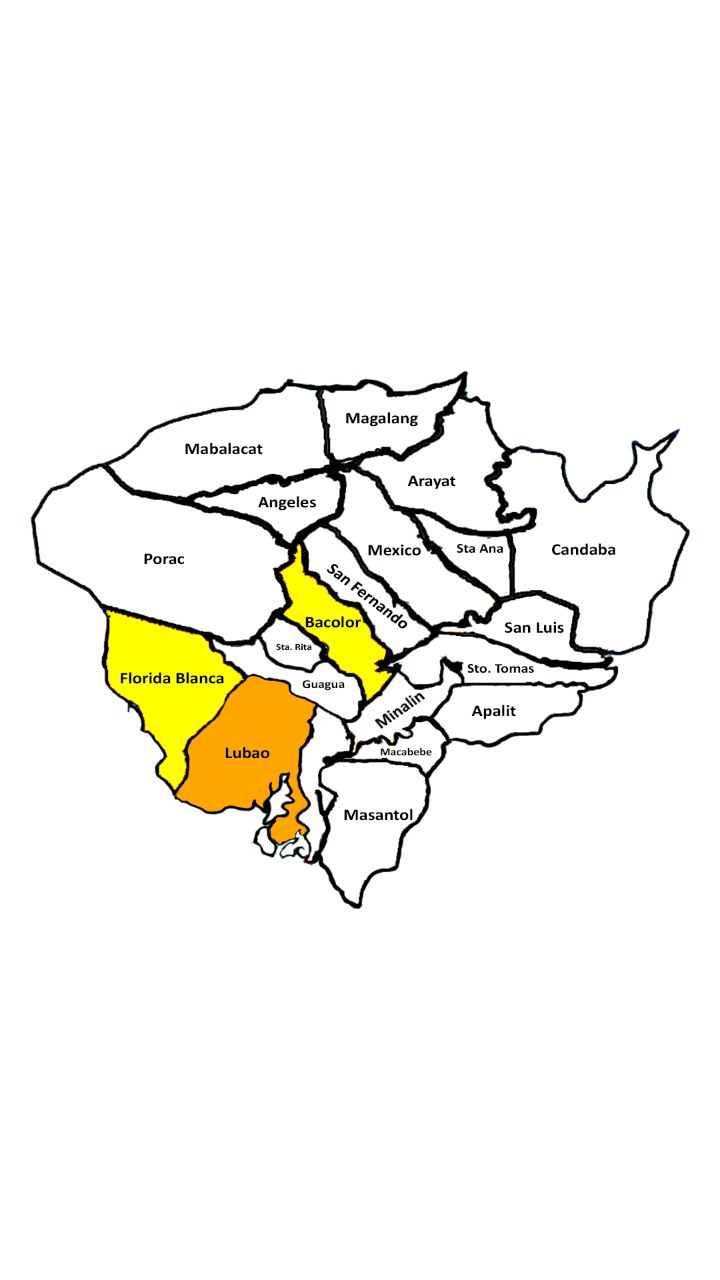 Magalang
Mabalacat
Arayat
Angeles
Mexico
Sta Ana
Candaba
Porac
San Fernando
Bacolor
San Luis
Sta. Rita
Sto. Tomas
Florida Blanca
Guagua
Minalin
Apalit
Lubao
Macabebe
Masantol